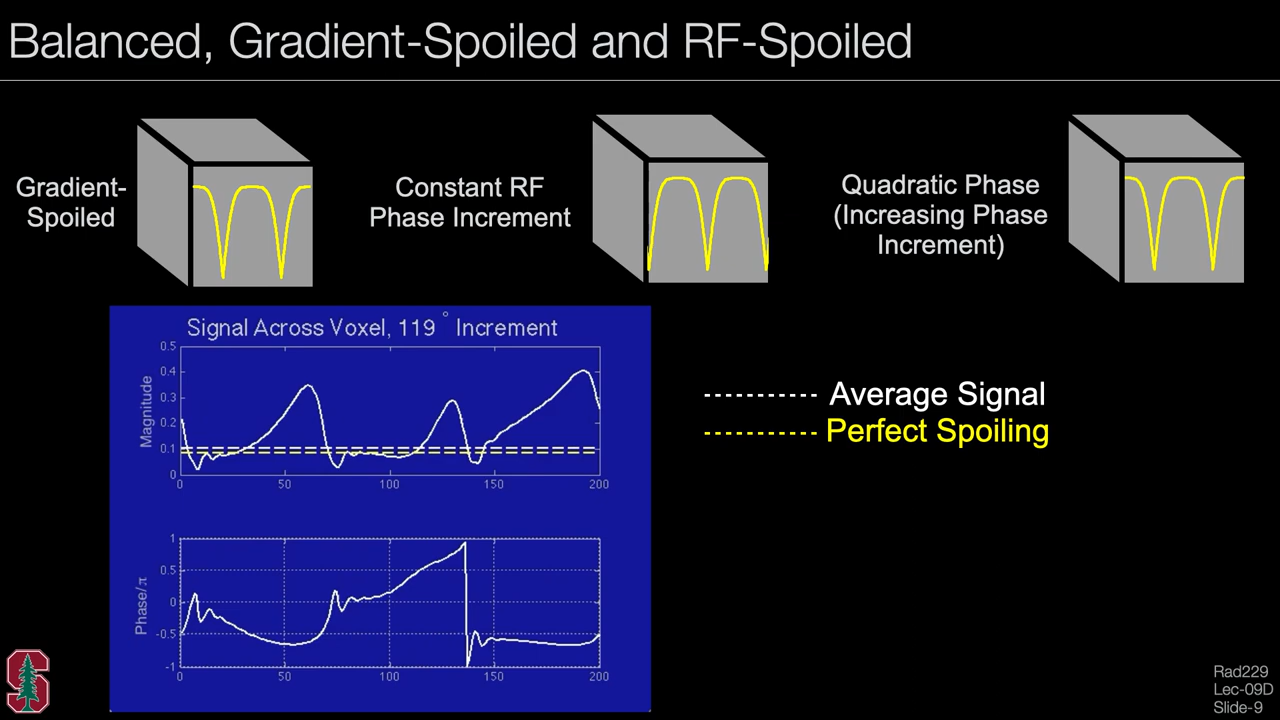 Balanced, Gradient-Spoiled and RF-Spoiled
Gradient-
Spoiled
Constant RF
Phase Increment
Quadratic Phase
(Increasing Phase
Increment)
Signal Across Voxel, 119° Increment
Magnitude
0.5
0.4
0.3
0.2
0.1
0
0
50
100
150
200
Average Signal
Perfect Spoiling
Phase/π
1
0.5
0
-0.5
-1
0
50
100
150
200
Rad229
Lec-09D
Slide-9